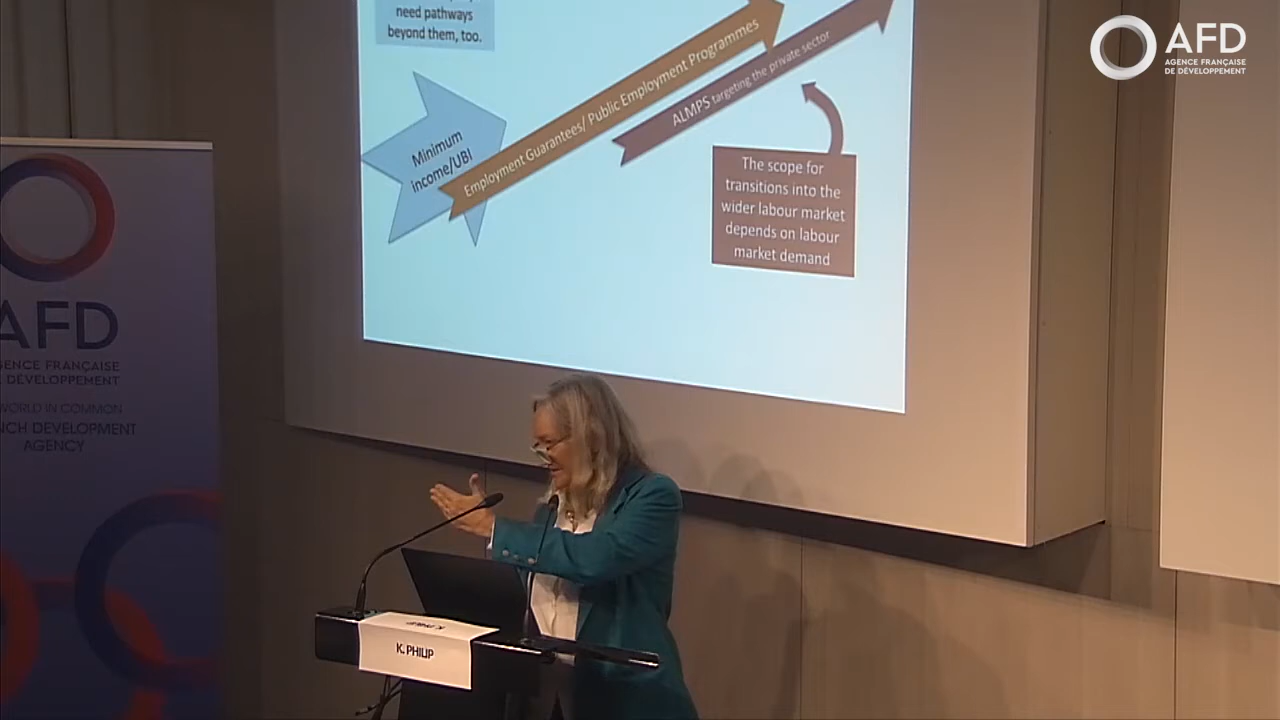 need pathways
beyond them, too.
Minimum
income/UBI
Employment Guarantees/ Public Employment Programmes
ALMPS targeting the private sector
The scope for
transitions into the
wider labour market
depends on labour
market demand
AFD
AGENCE FRANÇAISE
DE DÉVELOPPEMENT
AFD
AGENCE FRANÇAISE
DE DÉVELOPPEMENT
WORLD IN COMMON
NCH DEVELOPMENT
AGENCY
K. PHILIP
K. PHILIP